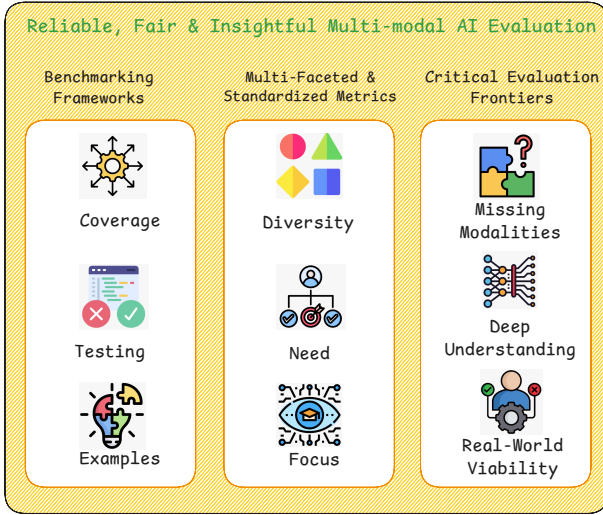 Reliable, Fair & Insightful Multi-modal AI Evaluation
Benchmarking
Frameworks
Multi-Faceted &
Standardized Metrics
Critical Evaluation
Frontiers
Coverage
Testing
Examples
Diversity
Need
Focus
Missing
Modalities
Deep
Understanding
Real-World
Viability